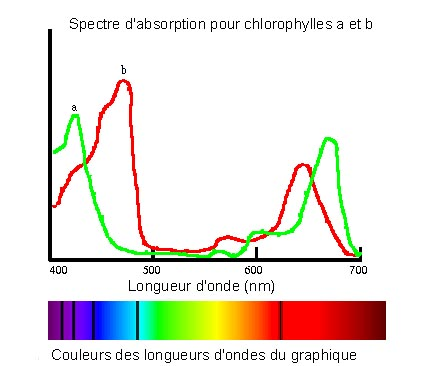 Spectre d'absorption pour chlorophylles a et b
b
a
400 500 600 700
Longueur d'onde (nm)
Couleurs des longueurs d'ondes du graphique